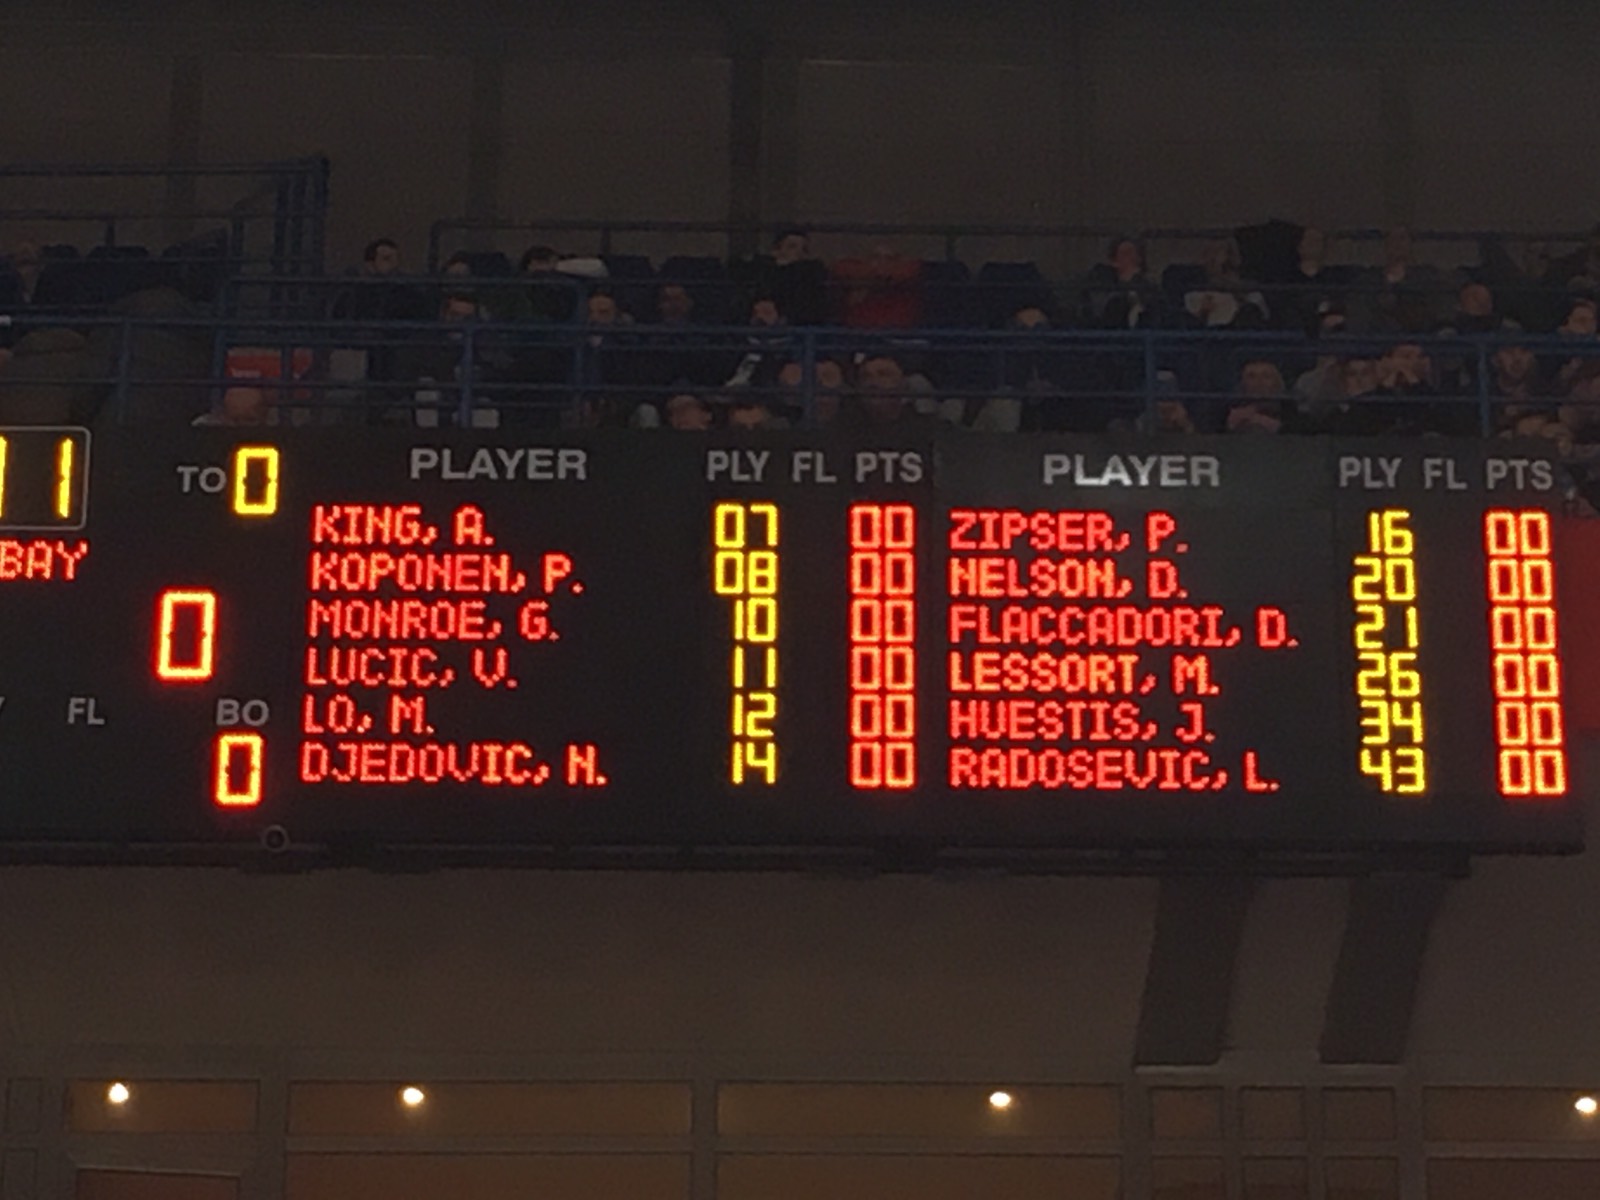 11 TO 0 PLAYER PLY FL PTS PLAYER PLY FL PTS
KING, A. 07 00 ZIPSER, P. 16 00
BAY KOPONEN, P. 08 00 NELSON, D. 20 00
0 MONROE, G. 10 00 FLACCADORI, D. 21 00
LUCIC, V. 11 00 LESSORT, M. 26 00
FL BO LO, M. 12 00 HUESTIS, J. 34 00
0 DJEDOVIC, N. 14 00 RADOSEVIC, L. 43 00